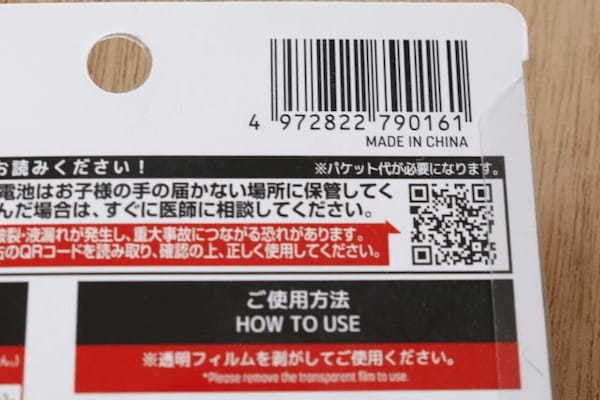 4 972822 790161
MADE IN CHINA
お読みください！
※パケット代が必要になります。
電池はお子様の手の届かない場所に保管してく
んだ場合は、すぐに医師に相談してください。
破裂・液漏れが発生し、重大事故につながる恐れがあります。
のQRコードを読み取り、確認の上、正しく使用してください。
ご使用方法
HOW TO USE
※透明フィルムを剥がしてご使用ください。
*Please remove the transparent film to use.